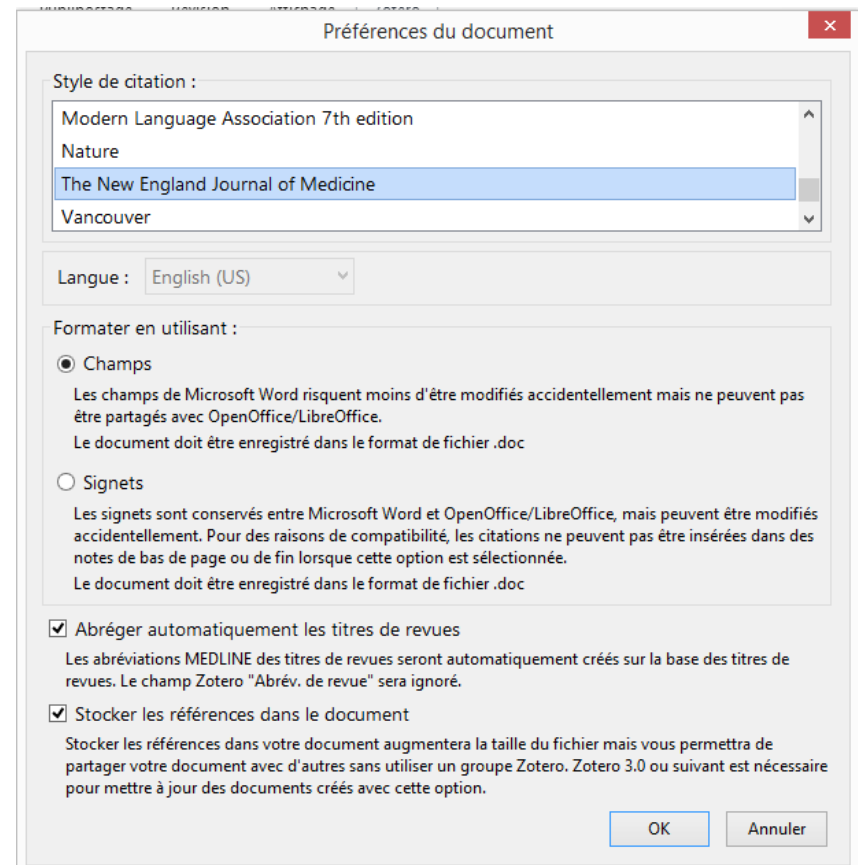 Préférences du document
Style de citation :
Modern Language Association 7th edition
Nature
The New England Journal of Medicine
Vancouver
Langue : English (US)
Formater en utilisant :
Champs
Les champs de Microsoft Word risquent moins d'être modifiés accidentellement mais ne peuvent pas
être partagés avec OpenOffice/LibreOffice.
Le document doit être enregistré dans le format de fichier .doc
Signets
Les signets sont conservés entre Microsoft Word et OpenOffice/LibreOffice, mais peuvent être modifiés
accidentellement. Pour des raisons de compatibilité, les citations ne peuvent pas être insérées dans des
notes de bas de page ou de fin lorsque cette option est sélectionnée.
Le document doit être enregistré dans le format de fichier .doc
Abréger automatiquement les titres de revues
Les abréviations MEDLINE des titres de revues seront automatiquement créés sur la base des titres de
revues. Le champ Zotero "Abrév. de revue" sera ignoré.
Stocker les références dans le document
Stocker les références dans votre document augmentera la taille du fichier mais vous permettra de
partager votre document avec d'autres sans utiliser un groupe Zotero. Zotero 3.0 ou suivant est nécessaire
pour mettre à jour des documents créés avec cette option.
OK Annuler